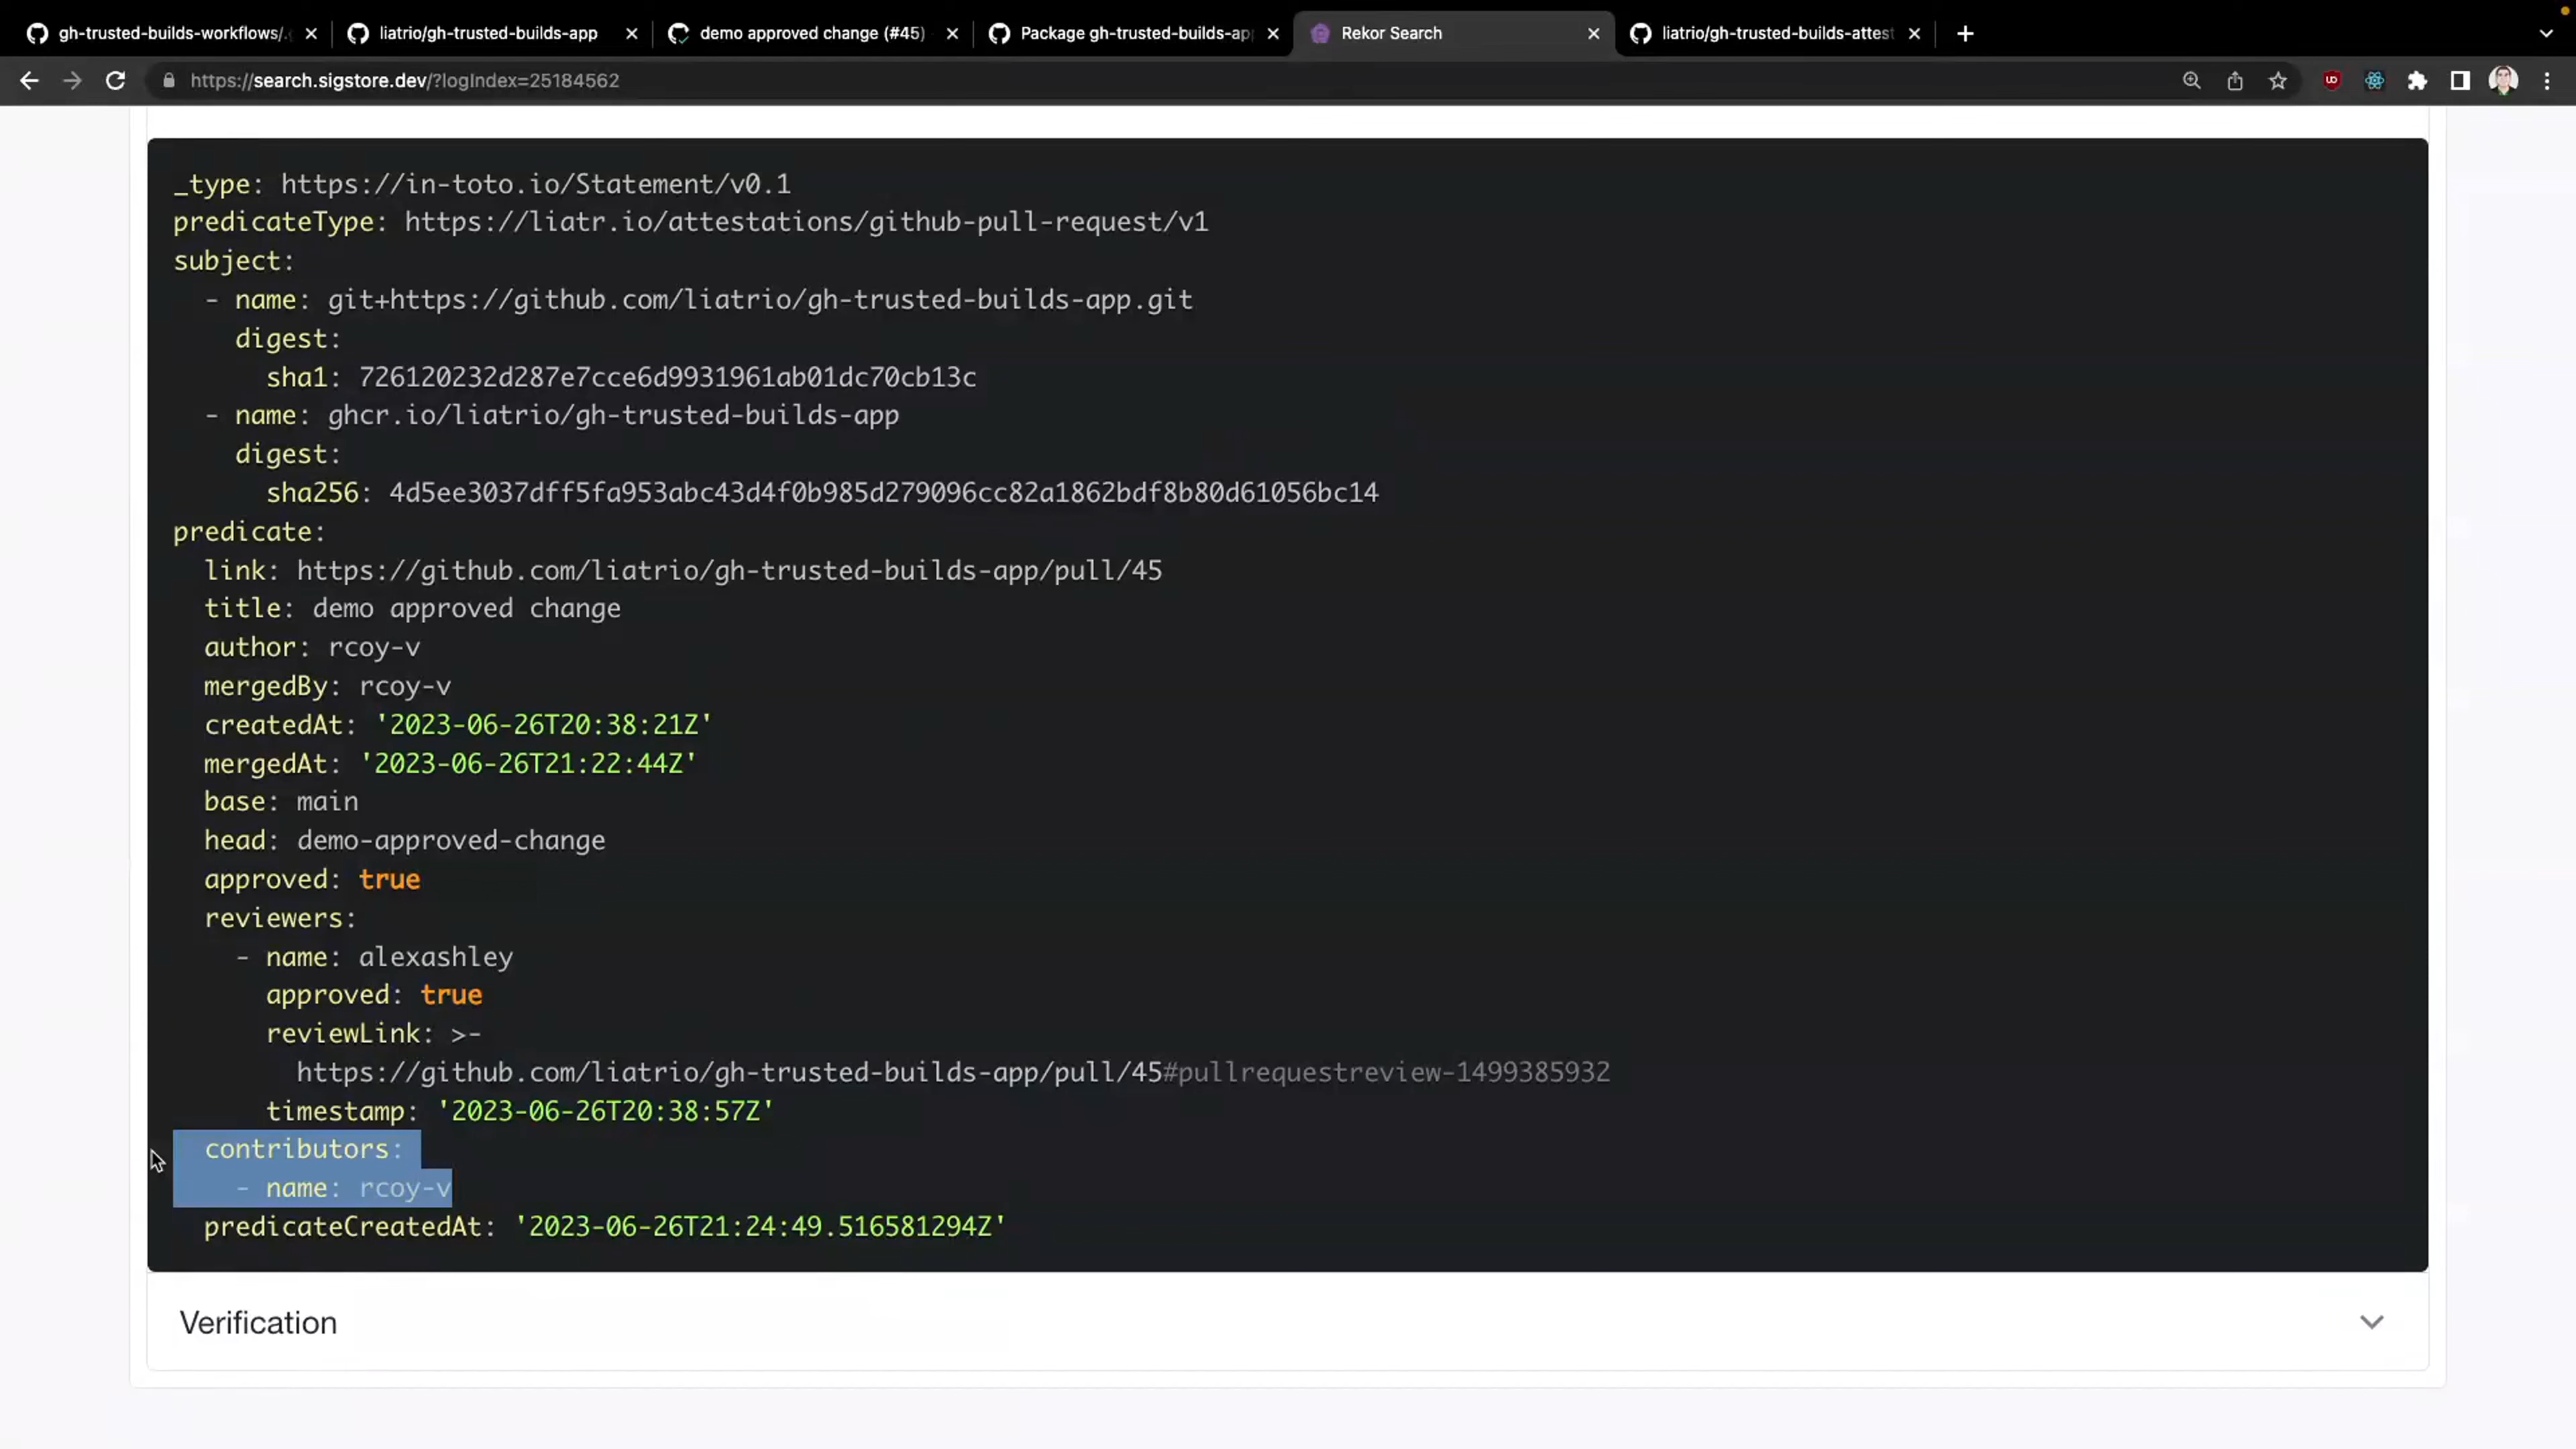 gh-trusted-builds-workflows/.g
liatrio/gh-trusted-builds-app
demo approved change (#45)
Package gh-trusted-builds-app
Rekor Search
liatrio/gh-trusted-builds-attest
https://search.sigstore.dev/?logIndex=25184562
_type: https://in-toto.io/Statement/v0.1
predicateType: https://liatr.io/attestations/github-pull-request/v1
subject:
- name: git+https://github.com/liatrio/gh-trusted-builds-app.git
digest:
sha1: 726120232d287e7cce6d9931961ab01dc70cb13c
- name: ghcr.io/liatrio/gh-trusted-builds-app
digest:
sha256: 4d5ee3037dff5fa953abc43d4f0b985d279096cc82a1862bdf8b80d61056bc14
predicate:
link: https://github.com/liatrio/gh-trusted-builds-app/pull/45
title: demo approved change
author: rcoy-v
mergedBy: rcoy-v
createdAt: '2023-06-26T20:38:21Z'
mergedAt: '2023-06-26T21:22:44Z'
base: main
head: demo-approved-change
approved: true
reviewers:
- name: alexashley
approved: true
reviewLink: >-
https://github.com/liatrio/gh-trusted-builds-app/pull/45#pullrequestreview-1499385932
timestamp: '2023-06-26T20:38:57Z'
contributors:
- name: rcoy-v
predicateCreatedAt: '2023-06-26T21:24:49.516581294Z'
Verification